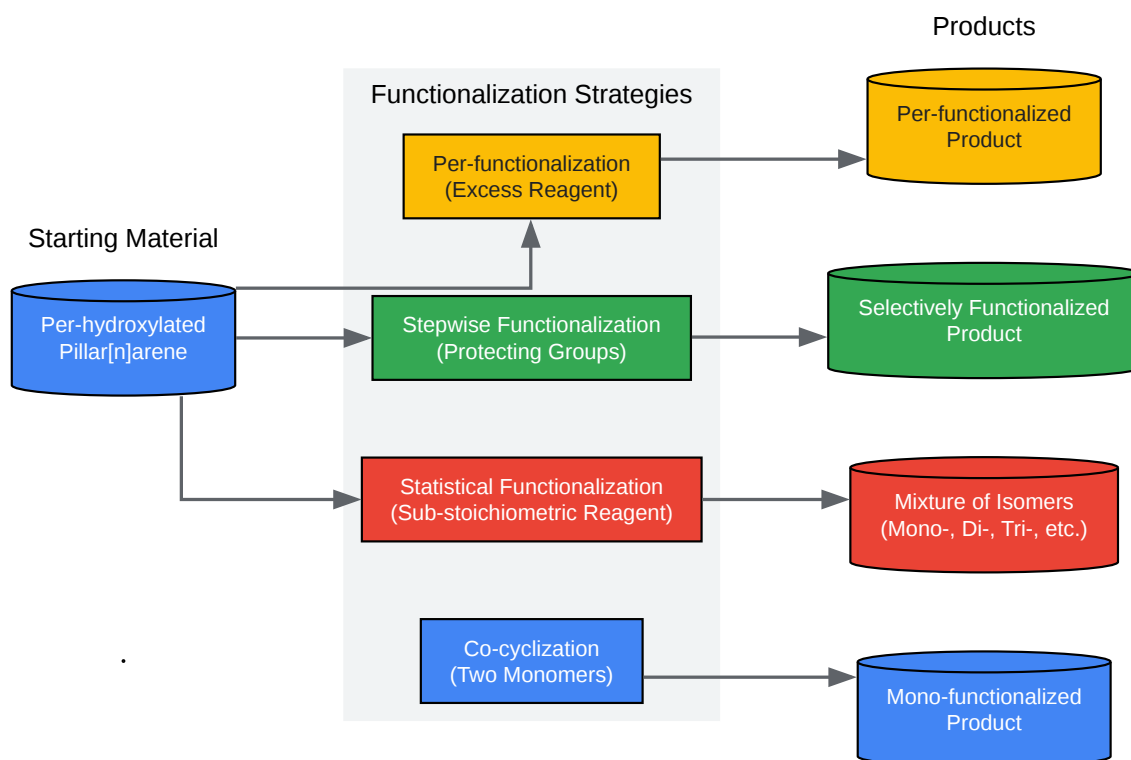 Products
Functionalization Strategies
Per-functionalized
Product
Per-functionalization
(Excess Reagent)
Starting Material
Per-hydroxylated
Pillar[n]arene
Stepwise Functionalization
(Protecting Groups)
Selectively Functionalized
Product
Statistical Functionalization
(Sub-stoichiometric Reagent)
Mixture of Isomers
(Mono-, Di-, Tri-, etc.)
Co-cyclization
(Two Monomers)
Mono-functionalized
Product
.